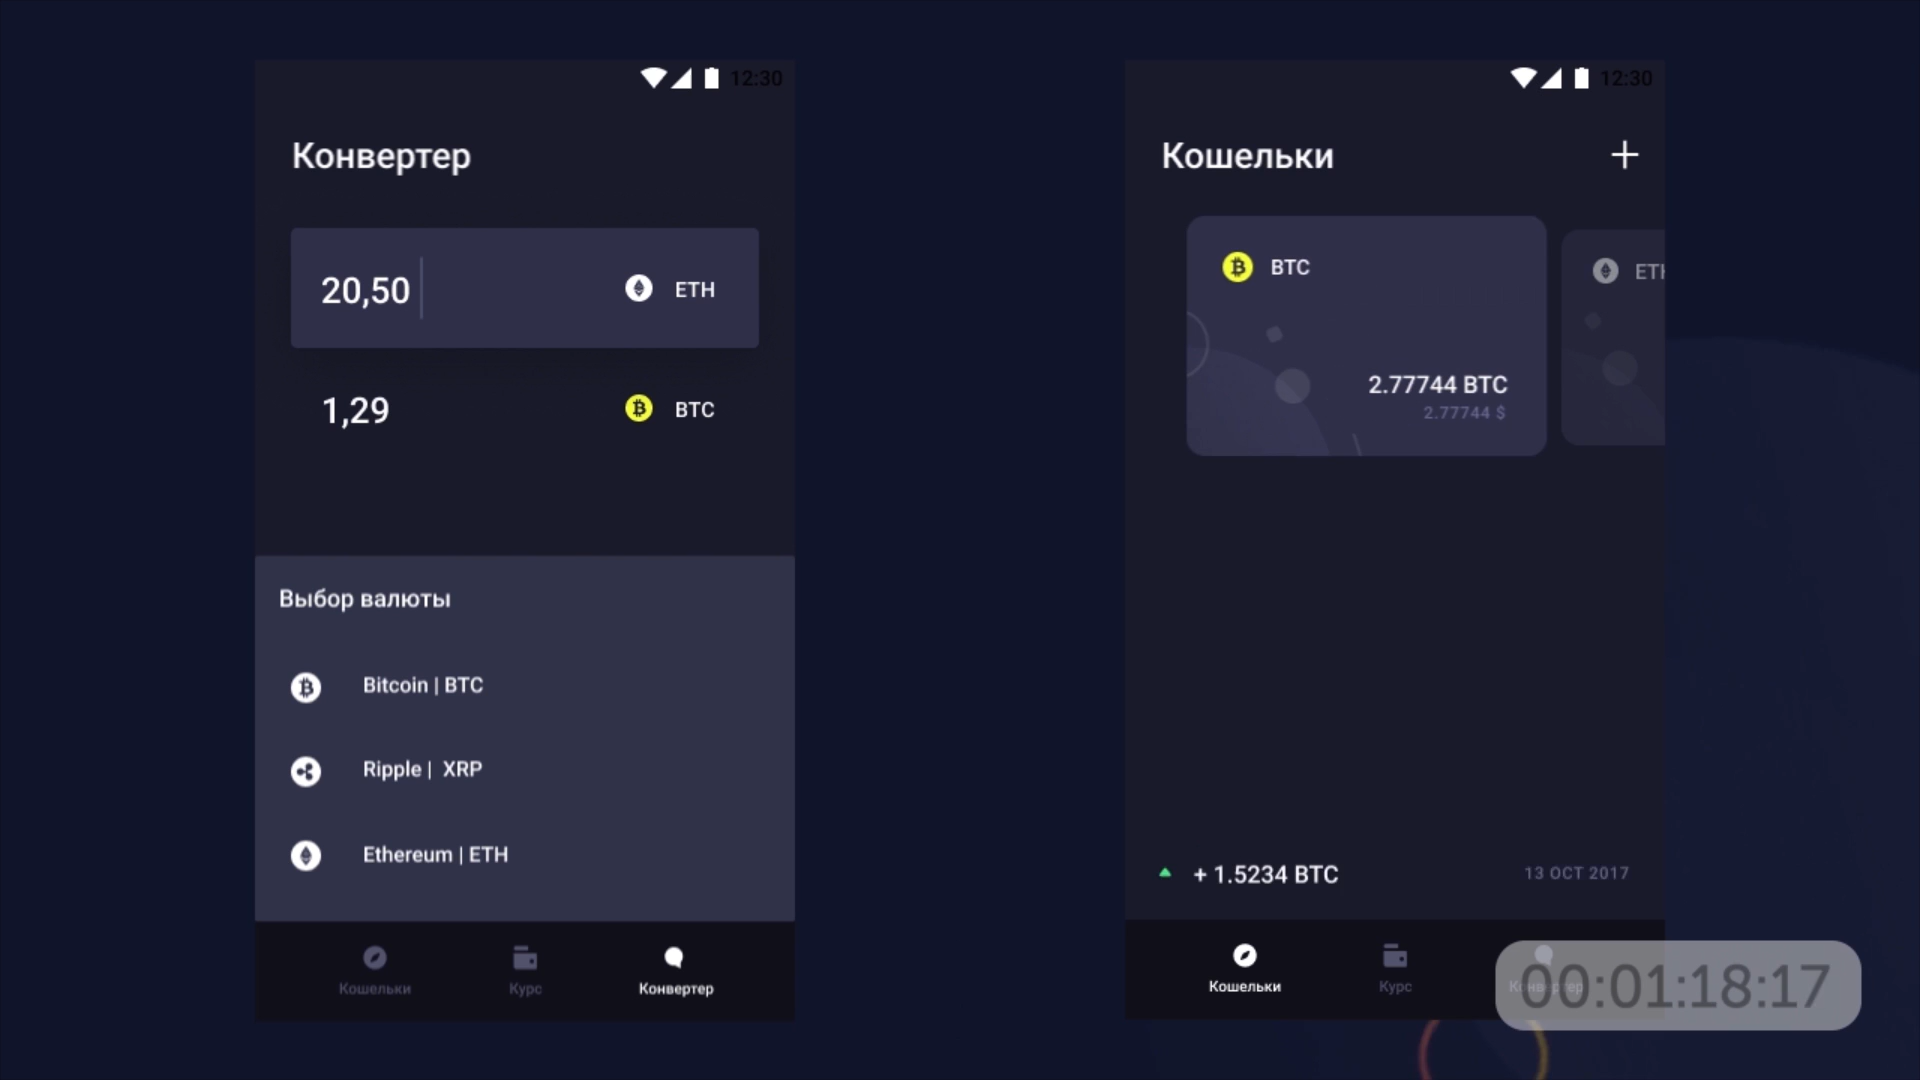 12:30
Конвертер
20,50
ETH
1,29
BTC
Выбор валюты
Bitcoin | BTC
Ripple | XRP
Ethereum | ETH
Кошельки
Курс
Конвертер
12:30
Кошельки
BTC
ETH
2.77744 BTC
2.77744 $
+ 1.5234 BTC
13 OCT 2017
Кошельки
Курс
Конвертер
00:01:18:17